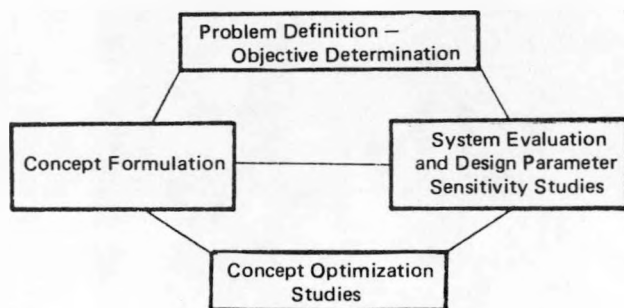 Problem Definition —
Objective Determination
Concept Formulation
System Evaluation
and Design Parameter
Sensitivity Studies
Concept Optimization
Studies